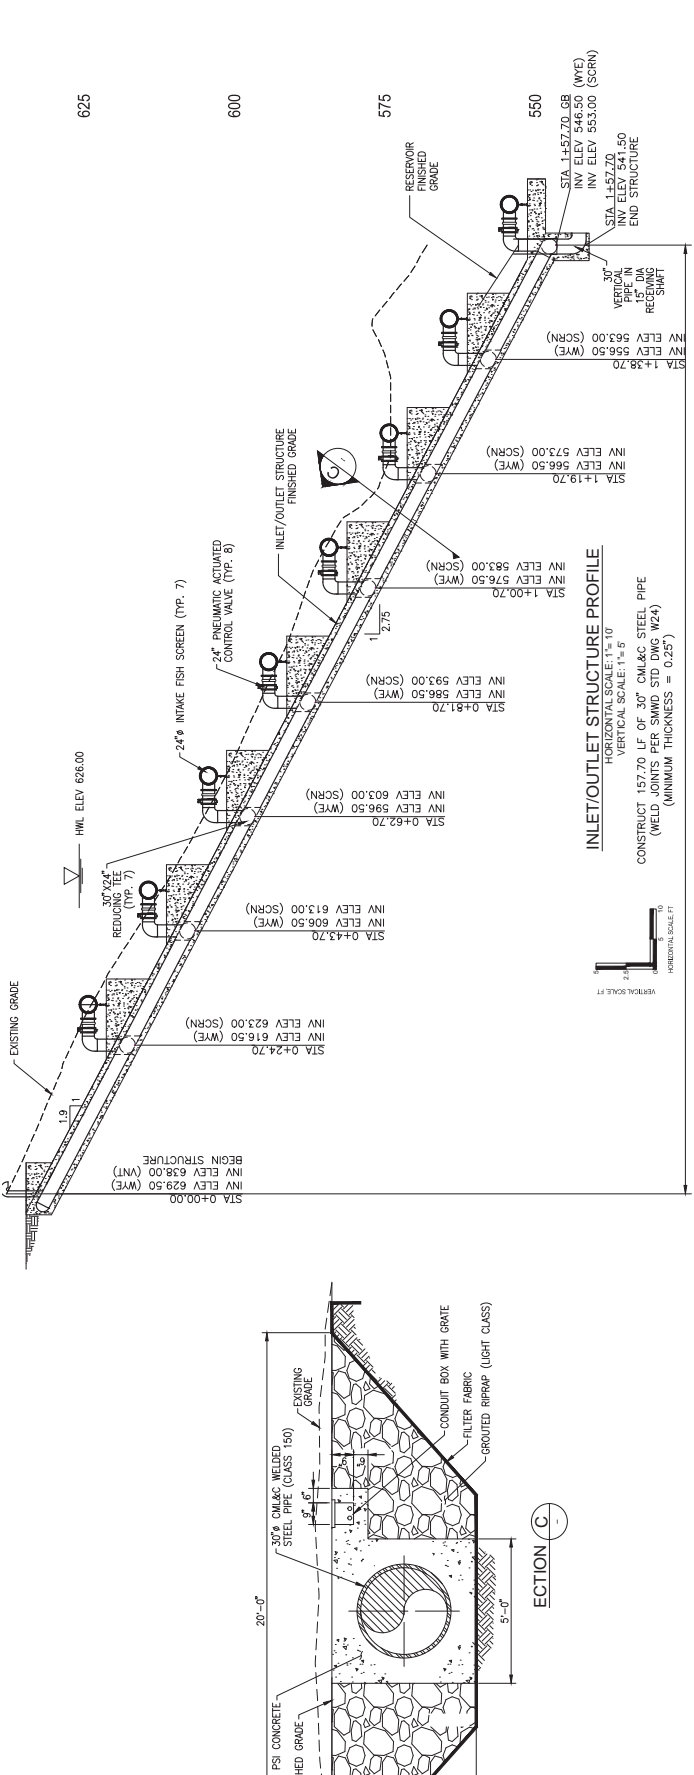 625
600
575
550
STA 1+57.70 GB
INV ELEV 546.50 (WYE)
INV ELEV 553.00 (SCRN)
STA 1+57.70
INV ELEV 541.50
END STRUCTURE
RESERVOIR
FINISHED
GRADE
30"
VERTICAL
PIPE IN
15" DIA
RECEIVING
SHAFT
STA 1+38.70
INV ELEV 556.50 (WYE)
INV ELEV 563.00 (SCRN)
STA 1+19.70
INV ELEV 566.50 (WYE)
INV ELEV 573.00 (SCRN)
INLET/OUTLET STRUCTURE
FINISHED GRADE
C
-
STA 1+00.70
INV ELEV 576.50 (WYE)
INV ELEV 583.00 (SCRN)
1
2.75
24" PNEUMATIC ACTUATED
CONTROL VALVE (TYP. 8)
24"ø INTAKE FISH SCREEN (TYP. 7)
STA 0+81.70
INV ELEV 586.50 (WYE)
INV ELEV 593.00 (SCRN)
STA 0+62.70
INV ELEV 596.50 (WYE)
INV ELEV 603.00 (SCRN)
HWL ELEV 626.00
30"X24"
REDUCING TEE
(TYP. 7)
STA 0+43.70
INV ELEV 606.50 (WYE)
INV ELEV 613.00 (SCRN)
STA 0+24.70
INV ELEV 616.50 (WYE)
INV ELEV 623.00 (SCRN)
EXISTING GRADE
1.9
1
STA 0+00.00
INV ELEV 629.50 (WYE)
INV ELEV 638.00 (VNT)
BEGIN STRUCTURE
INLET/OUTLET STRUCTURE PROFILE
HORIZONTAL SCALE: 1"= 10'
VERTICAL SCALE: 1"= 5'
CONSTRUCT 157.70 LF OF 30" CML&C STEEL PIPE
(WELD JOINTS PER SMWD STD DWG W24)
(MINIMUM THICKNESS = 0.25")
VERTICAL SCALE: FT
5
2.5
0
5
10
HORIZONTAL SCALE: FT
20'-0"
30"ø CML&C WELDED
STEEL PIPE (CLASS 150)
EXISTING
GRADE
9"
6"
9"
6"
CONDUIT BOX WITH GRATE
FILTER FABRIC
GROUTED RIPRAP (LIGHT CLASS)
PSI CONCRETE
HED GRADE
5'-0"
ECTION
C
-